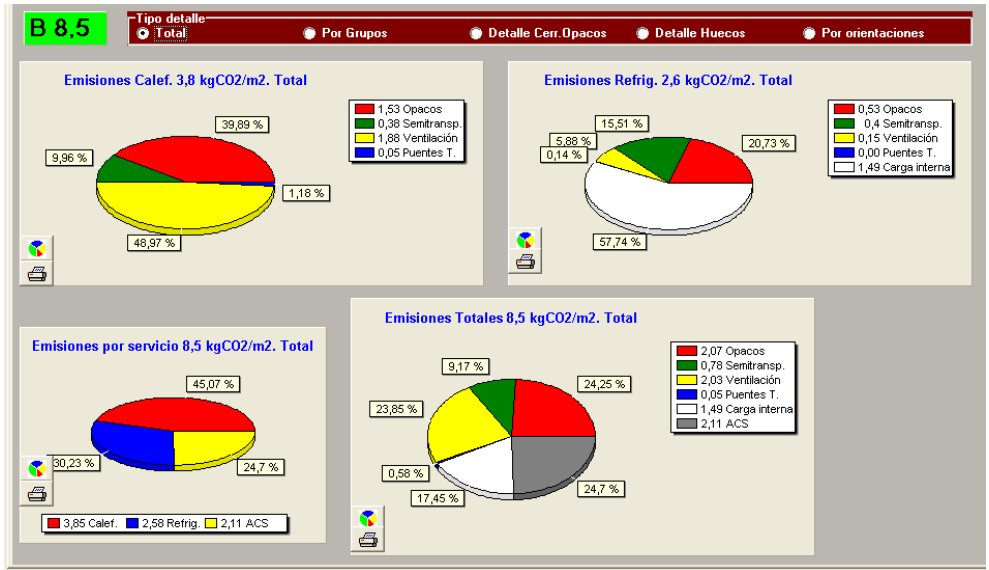 B 8,5
Tipo detalle
Total
Por Grupos
Detalle Cerr.Opacos
Detalle Huecos
Por orientaciones
Emisiones Calef. 3,8 kgCO2/m2. Total
1,53 Opacos
0,38 Semitransp.
1,88 Ventilación
0,05 Puentes T.
39,89 %
9,96 %
1,18 %
48,97 %
Emisiones Refrig. 2,6 kgCO2/m2. Total
0,53 Opacos
0,4 Semitransp.
0,15 Ventilación
0,00 Puentes T.
1,49 Carga interna
15,51 %
5,88 %
0,14 %
20,73 %
57,74 %
Emisiones por servicio 8,5 kgCO2/m2. Total
45,07 %
30,23 %
24,7 %
3,85 Calef. 2,58 Refrig. 2,11 ACS
Emisiones Totales 8,5 kgCO2/m2. Total
2,07 Opacos
0,78 Semitransp.
2,03 Ventilación
0,05 Puentes T.
1,49 Carga interna
2,11 ACS
9,17 %
24,25 %
23,85 %
0,58 %
17,45 %
24,7 %